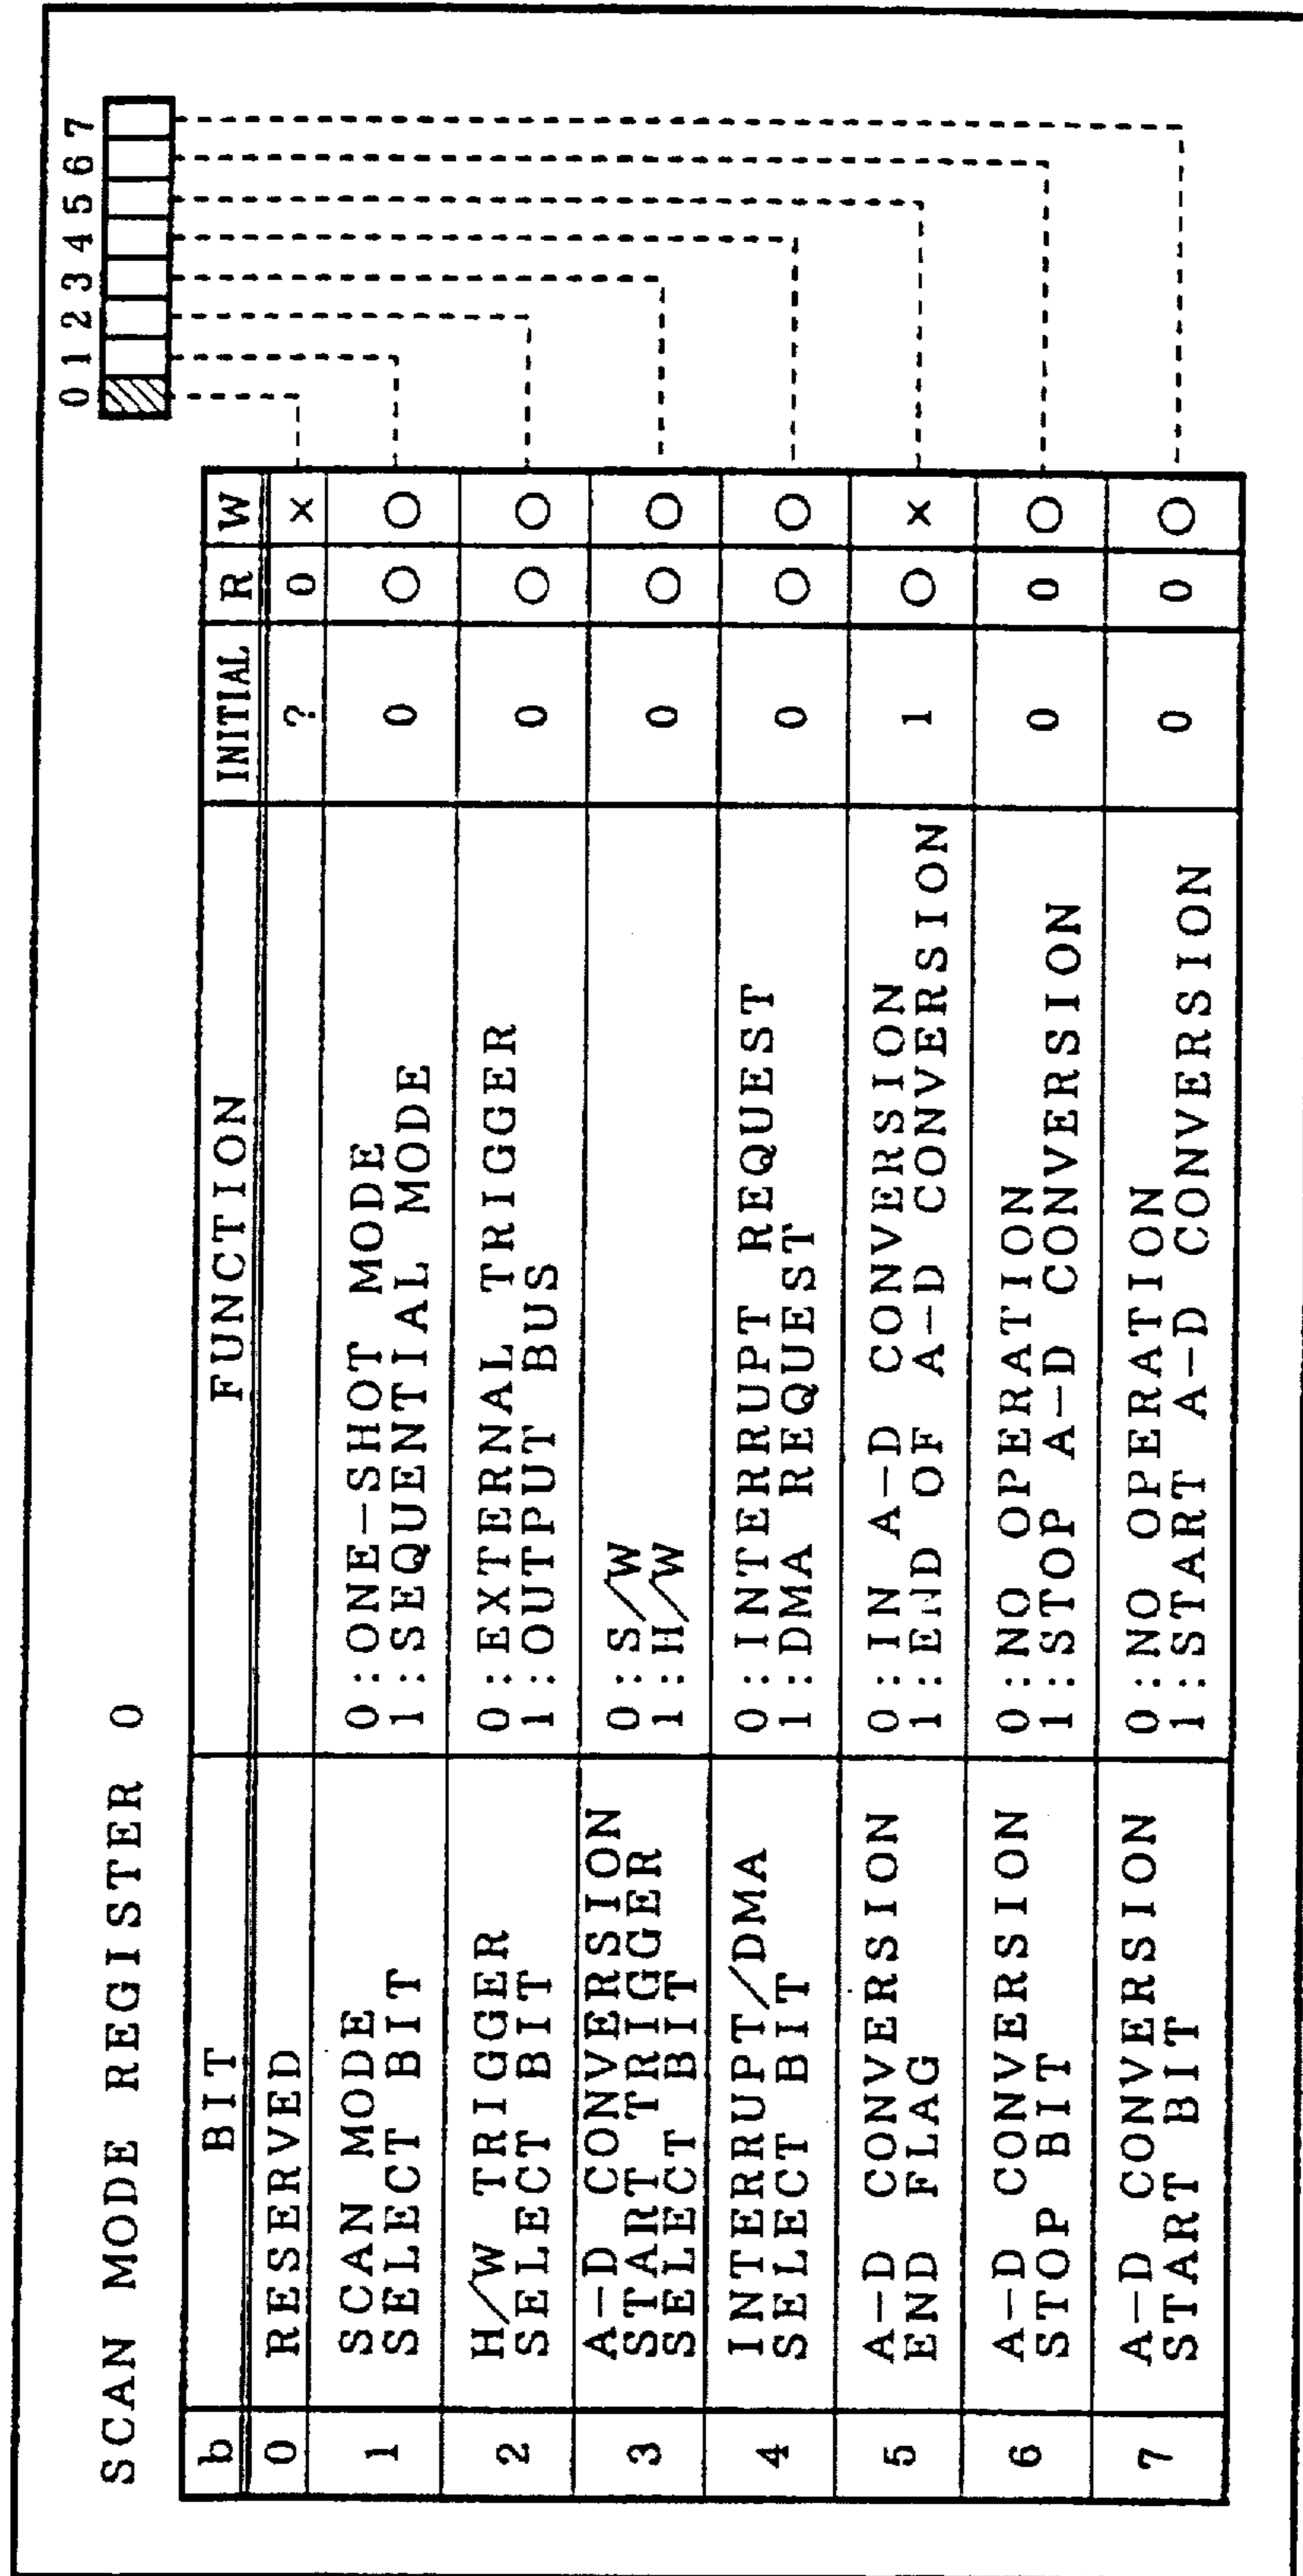 SCAN MODE REGISTER 0
0 1 2 3 4 5 6 7
b BIT FUNCTION INITIAL R W
0 RESERVED ? 0 ×
1 SCAN MODE 0:ONE-SHOT MODE 0 ○ ○
SELECT BIT 1:SEQUENTIAL MODE
2 H/W TRIGGER 0:EXTERNAL TRIGGER 0 ○ ○
SELECT BIT 1:OUTPUT BUS
3 A-D CONVERSION 0:S/W 0 ○ ○
START TRIGGER 1:H/W
SELECT BIT
4 INTERRUPT/DMA 0:INTERRUPT REQUEST 0 ○ ○
SELECT BIT 1:DMA REQUEST
5 A-D CONVERSION 0:IN A-D CONVERSION 1 ○ ×
END FLAG 1:END OF A-D CONVERSION
6 A-D CONVERSION 0:NO OPERATION 0 0 ○
STOP BIT 1:STOP A-D CONVERSION
7 A-D CONVERSION 0:NO OPERATION 0 0 ○
START BIT 1:START A-D CONVERSION